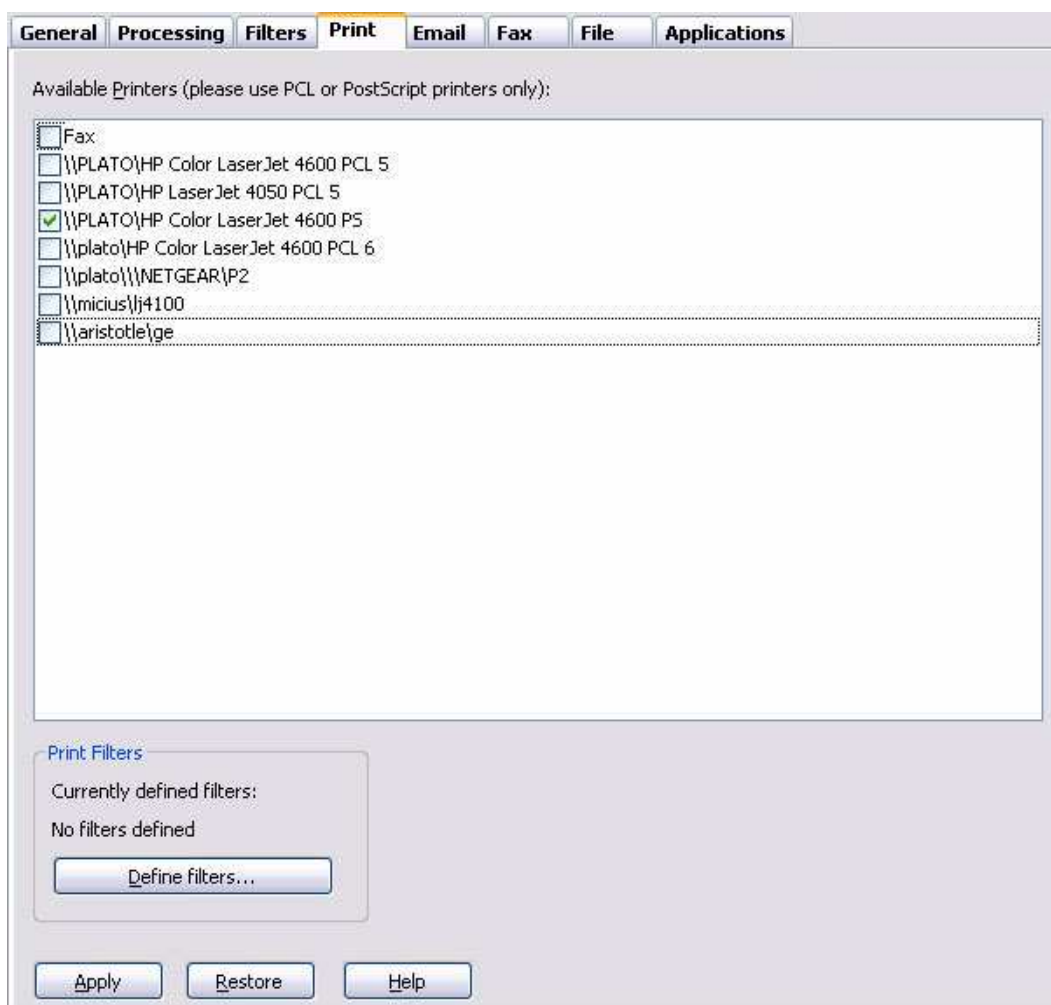 General Processing Filters Print Email Fax File Applications
Available Printers (please use PCL or PostScript printers only):
Fax
\\PLATO\HP Color LaserJet 4600 PCL 5
\\PLATO\HP LaserJet 4050 PCL 5
\\PLATO\HP Color LaserJet 4600 PS
\\plato\HP Color LaserJet 4600 PCL 6
\\plato\\\NETGEAR\P2
\\micius\lj4100
\\aristotle\ge
Print Filters
Currently defined filters:
No filters defined
Define filters...
Apply Restore Help